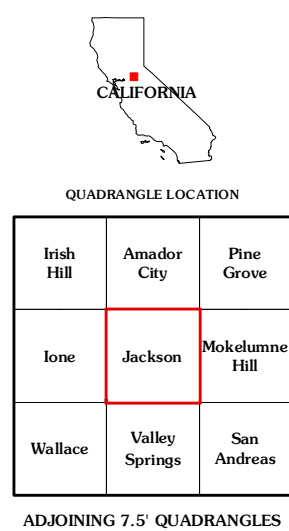 CALIFORNIA
QUADRANGLE LOCATION
Irish
Hill
Amador
City
Pine
Grove
Ione
Jackson
Mokelumne
Hill
Wallace
Valley
Springs
San
Andreas
ADJOINING 7.5' QUADRANGLES